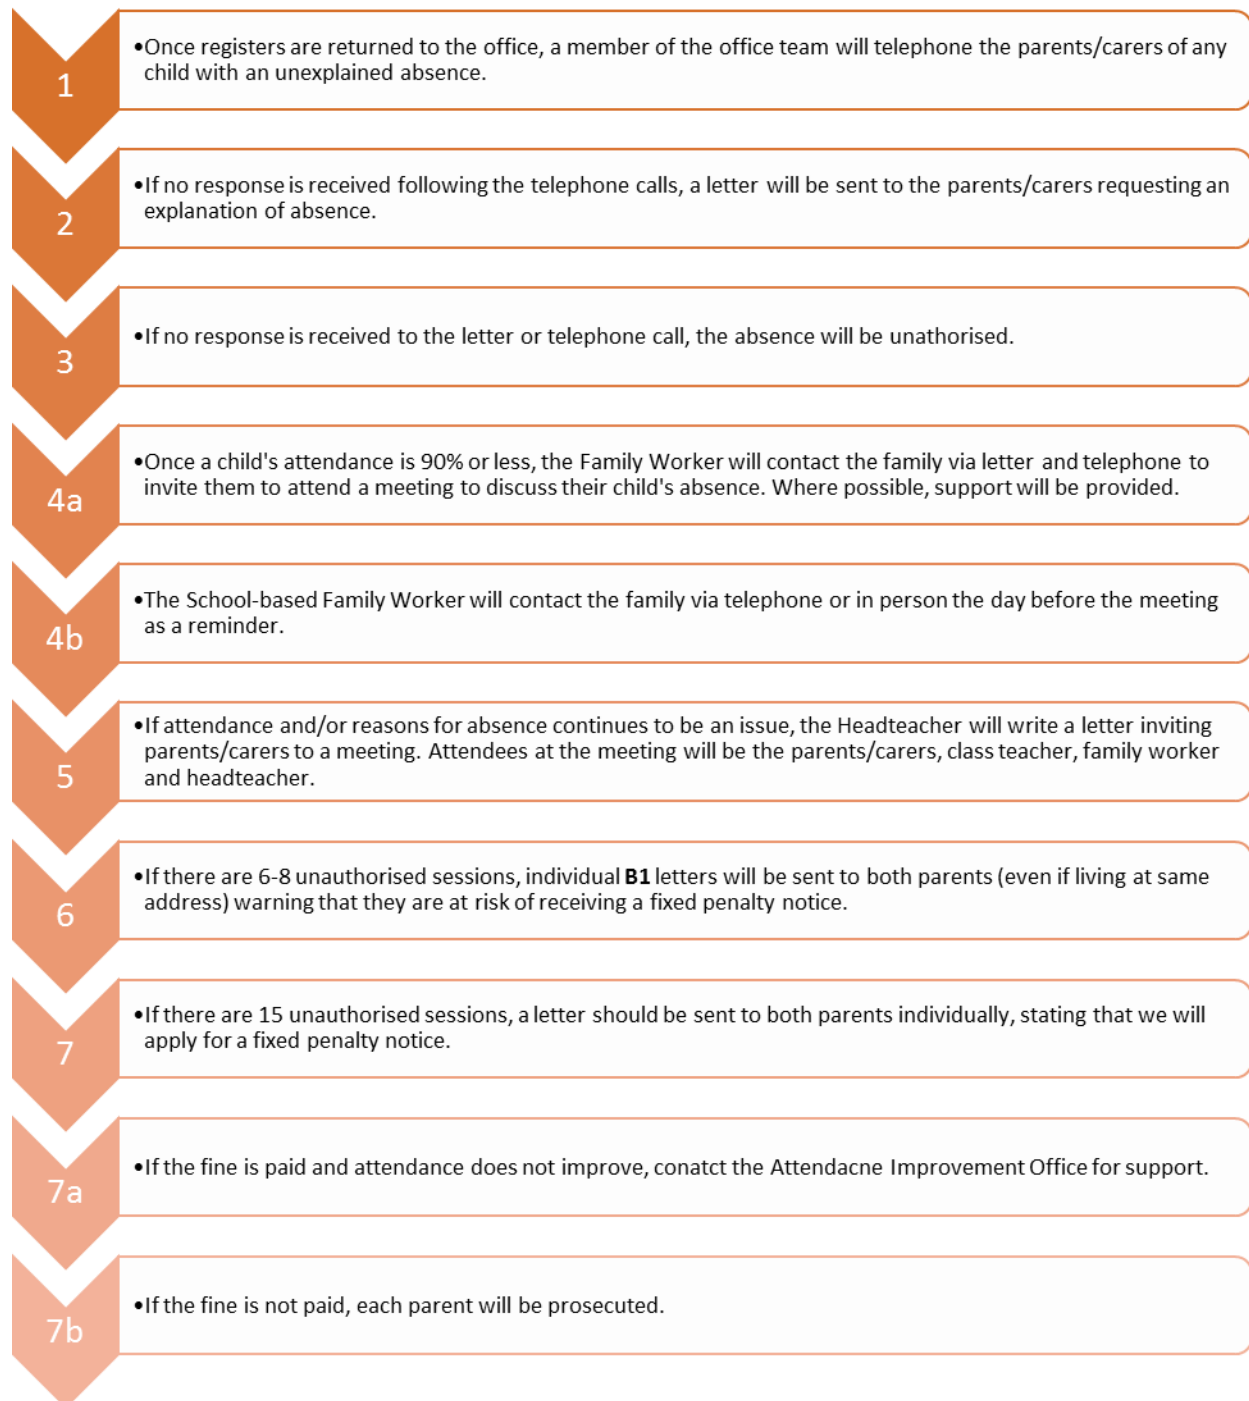 1
•Once registers are returned to the office, a member of the office team will telephone the parents/carers of any
child with an unexplained absence.
2
•If no response is received following the telephone calls, a letter will be sent to the parents/carers requesting an
explanation of absence.
3
•If no response is received to the letter or telephone call, the absence will be unathorised.
4a
•Once a child's attendance is 90% or less, the Family Worker will contact the family via letter and telephone to
invite them to attend a meeting to discuss their child's absence. Where possible, support will be provided.
4b
•The School-based Family Worker will contact the family via telephone or in person the day before the meeting
as a reminder.
5
•If attendance and/or reasons for absence continues to be an issue, the Headteacher will write a letter inviting
parents/carers to a meeting. Attendees at the meeting will be the parents/carers, class teacher, family worker
and headteacher.
6
•If there are 6-8 unauthorised sessions, individual B1 letters will be sent to both parents (even if living at same
address) warning that they are at risk of receiving a fixed penalty notice.
7
•If there are 15 unauthorised sessions, a letter should be sent to both parents individually, stating that we will
apply for a fixed penalty notice.
7a
•If the fine is paid and attendance does not improve, conatct the Attendacne Improvement Office for support.
7b
•If the fine is not paid, each parent will be prosecuted.